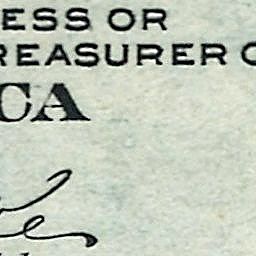 ESS OR
REASURER O
CA